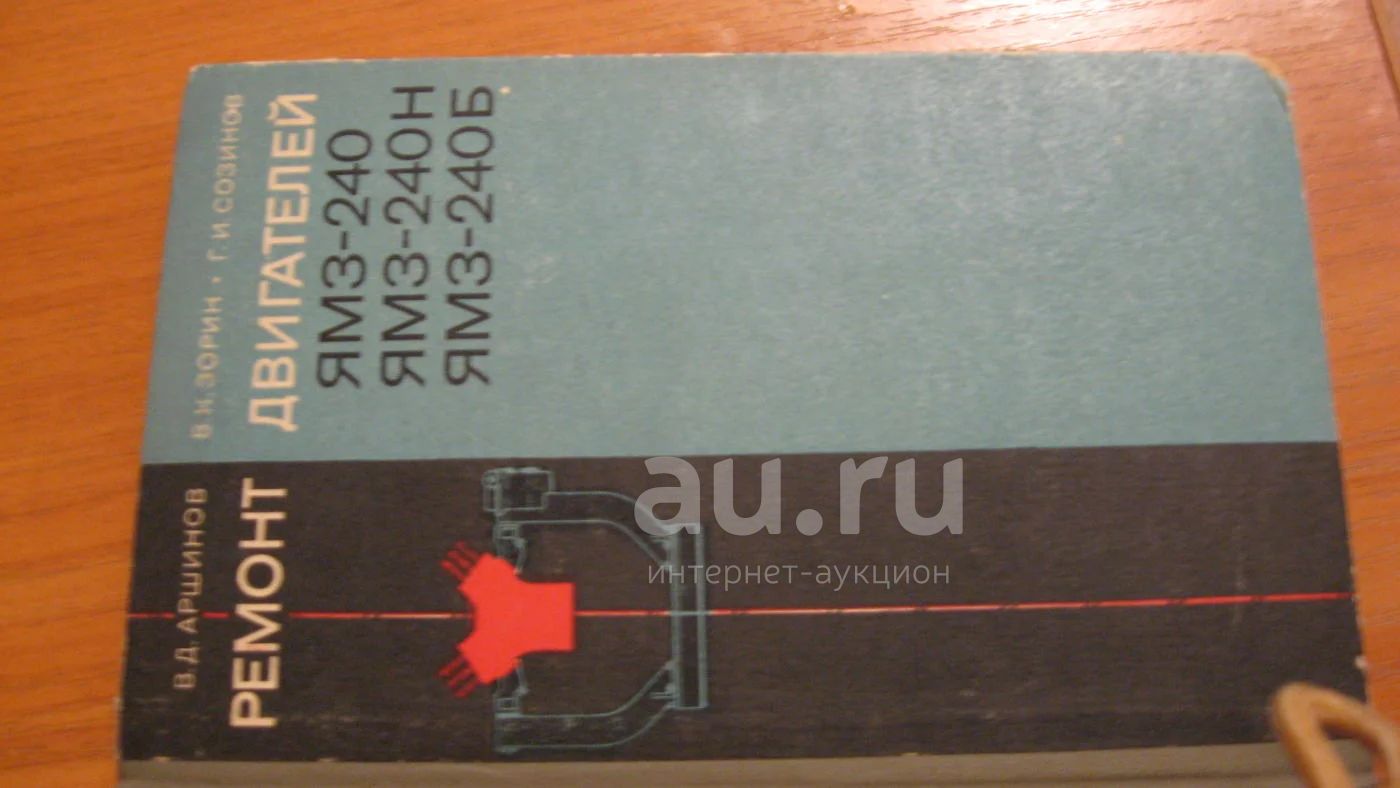 В. Д. АРШИНОВ В. К. ЗОРИН · Г. И СОЗИНОВ
РЕМОНТ ДВИГАТЕЛЕЙ
ЯМЗ-240
ЯМЗ-240Н
ЯМЗ-240Б
au.ru
интернет-аукцион